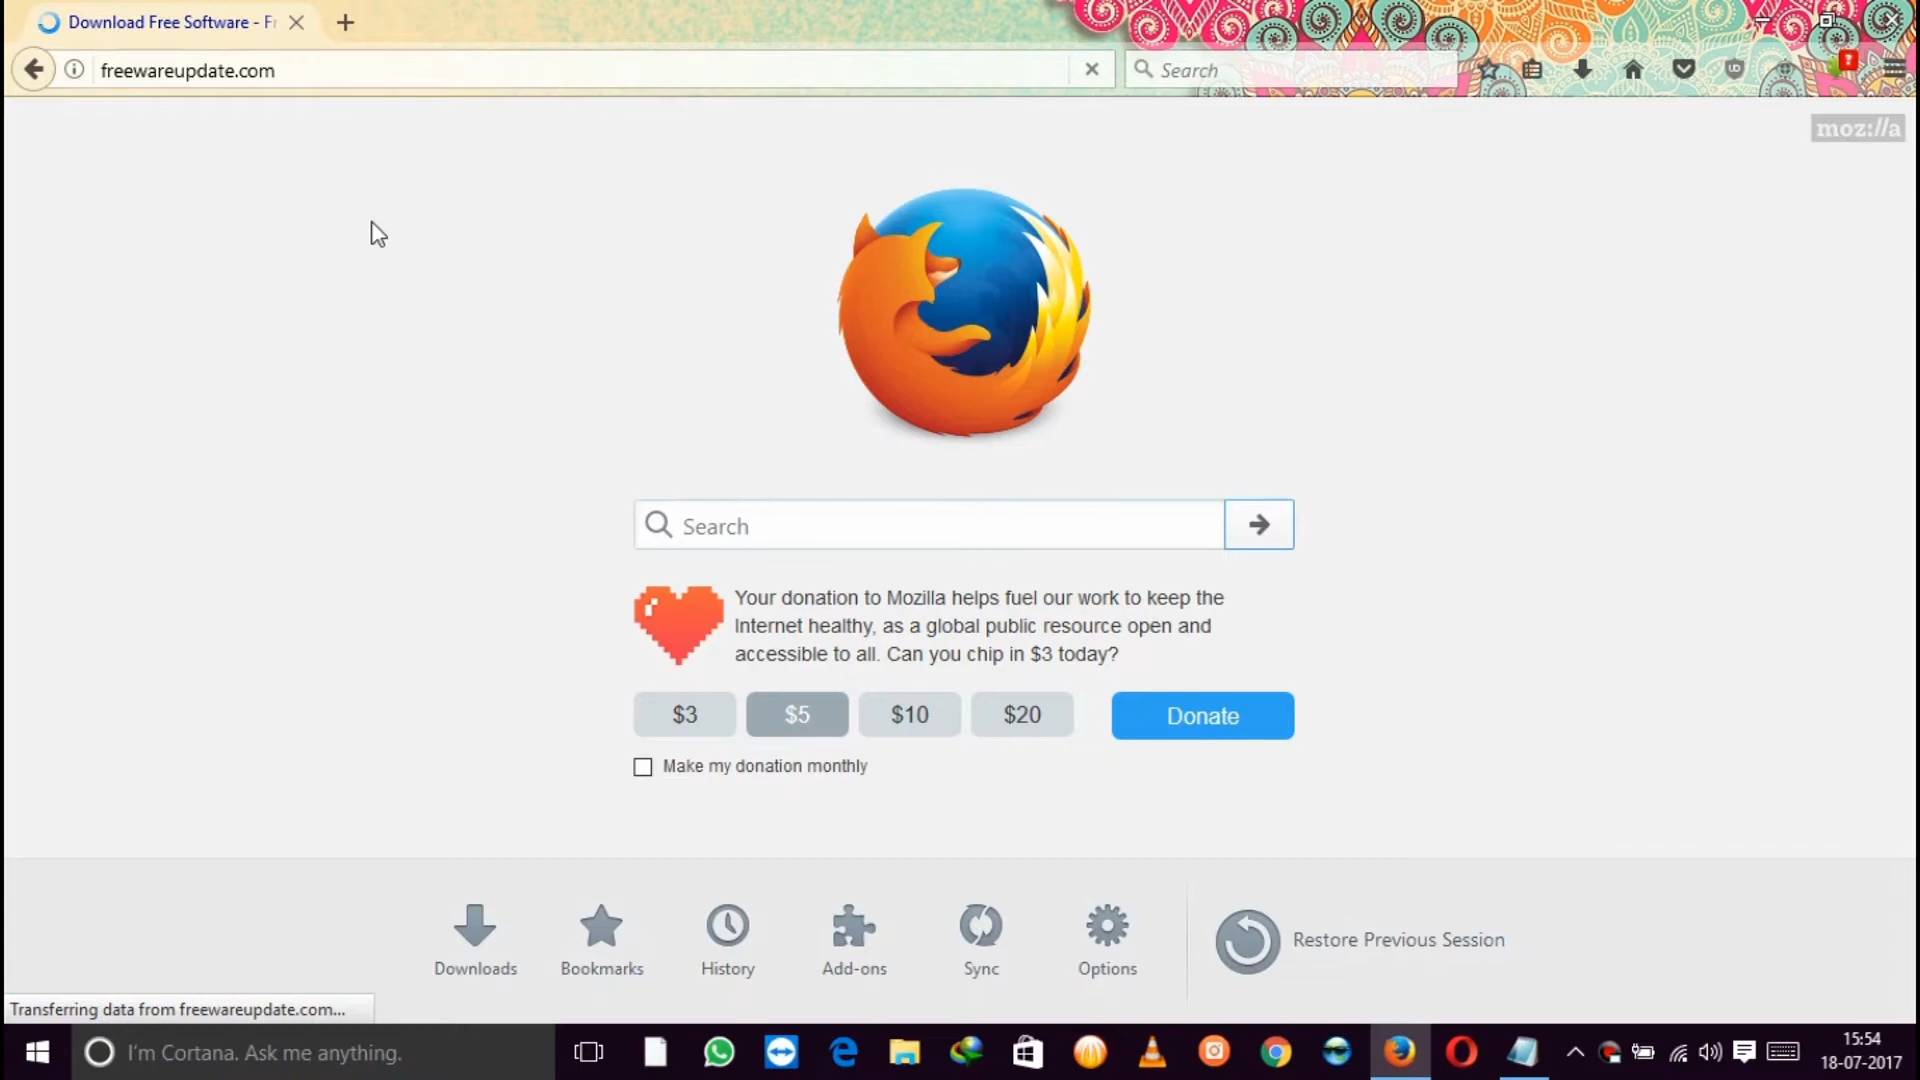 Download Free Software - Fr
freewareupdate.com
Search
moz://a
Search
Your donation to Mozilla helps fuel our work to keep the
Internet healthy, as a global public resource open and
accessible to all. Can you chip in $3 today?
$3
$5
$10
$20
Donate
Make my donation monthly
Downloads
Bookmarks
History
Add-ons
Sync
Options
Restore Previous Session
Transferring data from freewareupdate.com...
I'm Cortana. Ask me anything.
15:54
18-07-2017